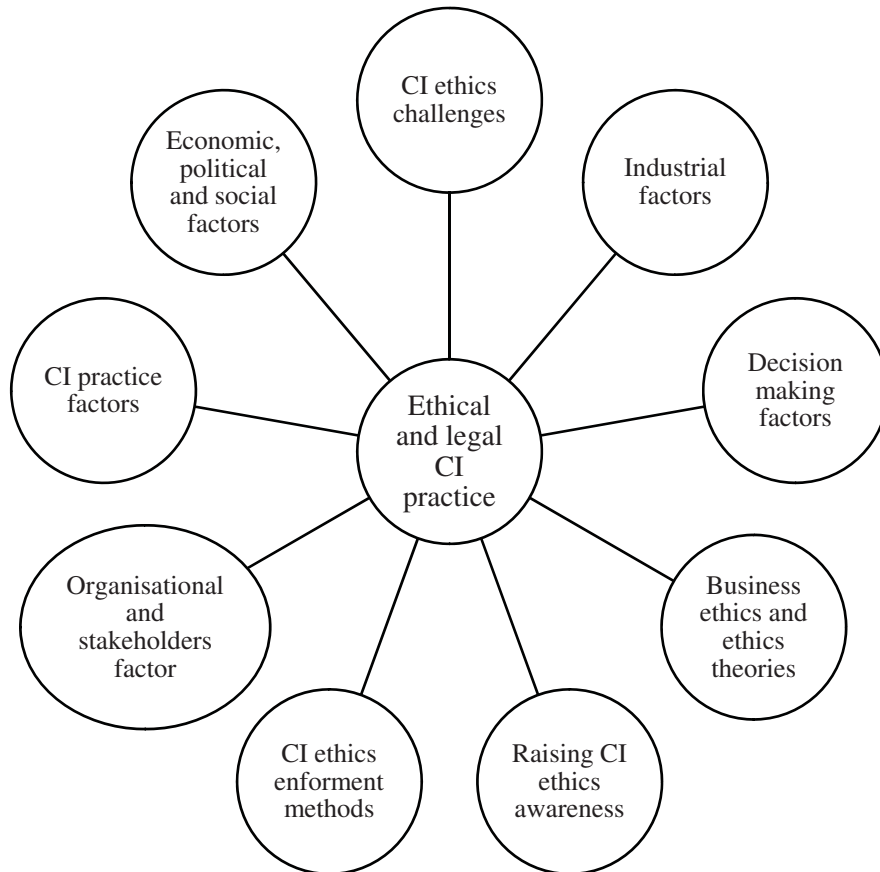 CI ethics
challenges
Economic,
political
and social
factors
Industrial
factors
CI practice
factors
Decision
making
factors
Ethical
and legal
CI
practice
Organisational
and
stakeholders
factor
Business
ethics and
ethics
theories
CI ethics
enforment
methods
Raising CI
ethics
awareness